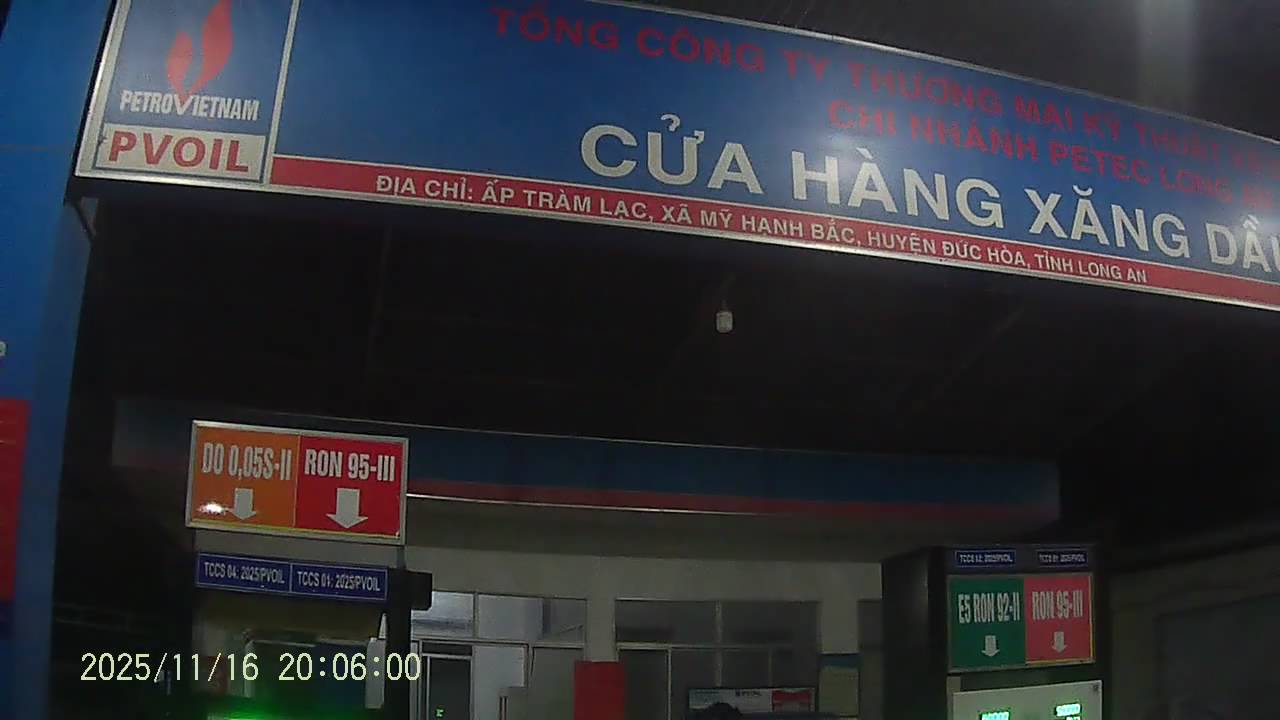 TỔNG CÔNG TY THƯƠNG MẠI KỸ THUẬT
CHI NHÁNH PETEC LONG AN
PETROVIETNAM
PVOIL
CỬA HÀNG XĂNG DẦU
ĐỊA CHỈ: ẤP TRÀM LẠC, XÃ MỸ HẠNH BẮC, HUYỆN ĐỨC HÒA, TỈNH LONG AN
DO 0,05S-II
RON 95-III
TCCS 04: 2025/PVOIL
TCCS 01: 2025/PVOIL
E5 RON 92-II
RON 95-III
2025/11/16 20:06:00